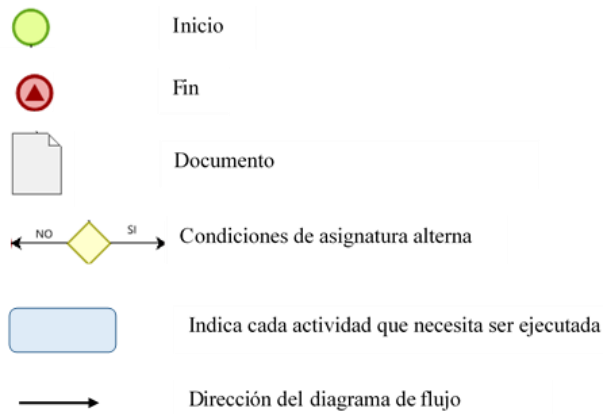 Inicio
Fin
Documento
NO SI Condiciones de asignatura alterna
Indica cada actividad que necesita ser ejecutada
Dirección del diagrama de flujo